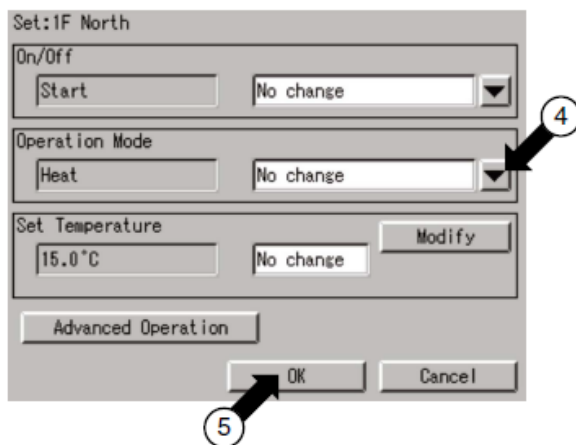 Set:1F North
On/Off
Start No change
4
Operation Mode
Heat No change
Set Temperature
Modify
15.0°C No change
Advanced Operation
OK Cancel
5